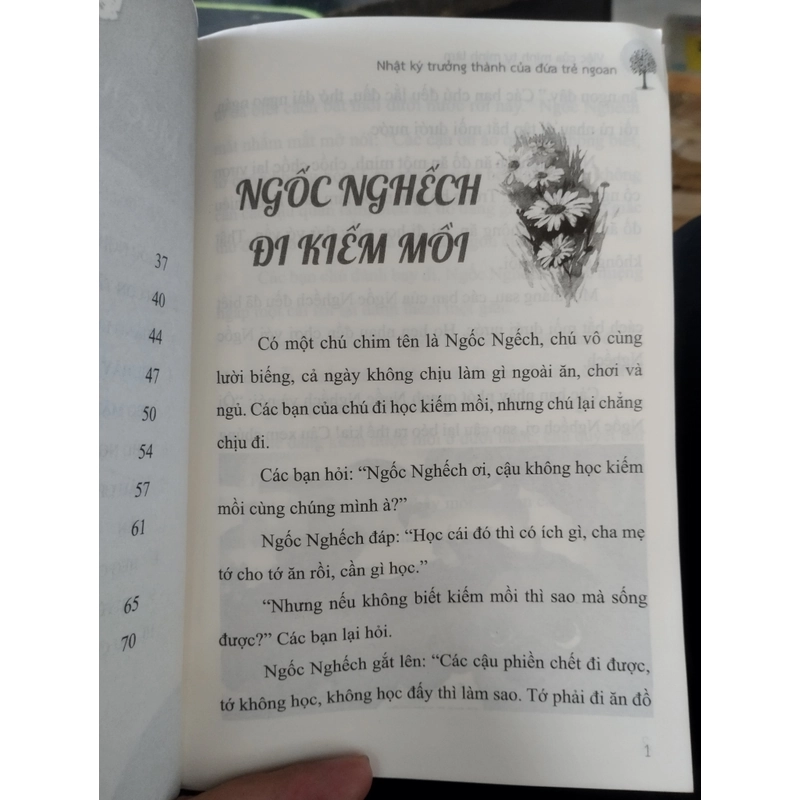 37
40
44
47
50
54
57
61
65
70
Nhật ký trưởng thành của đứa trẻ ngoan
NGỐC NGHẾCH
ĐI KIẾM MỒI
Có một chú chim tên là Ngốc Ngếch, chú vô cùng
lười biếng, cả ngày không chịu làm gì ngoài ăn, chơi và
ngủ. Các bạn của chú đi học kiếm mồi, nhưng chú lại chẳng
chịu đi.
Các bạn hỏi: “Ngốc Nghếch ơi, cậu không học kiếm
mồi cùng chúng mình à?”
Ngốc Nghếch đáp: “Học cái đó thì có ích gì, cha mẹ
tớ cho tớ ăn rồi, cần gì học.”
“Nhưng nếu không biết kiếm mồi thì sao mà sống
được?” Các bạn lại hỏi.
Ngốc Nghếch gắt lên: “Các cậu phiền chết đi được,
tớ không học, không học đấy thì làm sao. Tớ phải đi ăn đồ
1